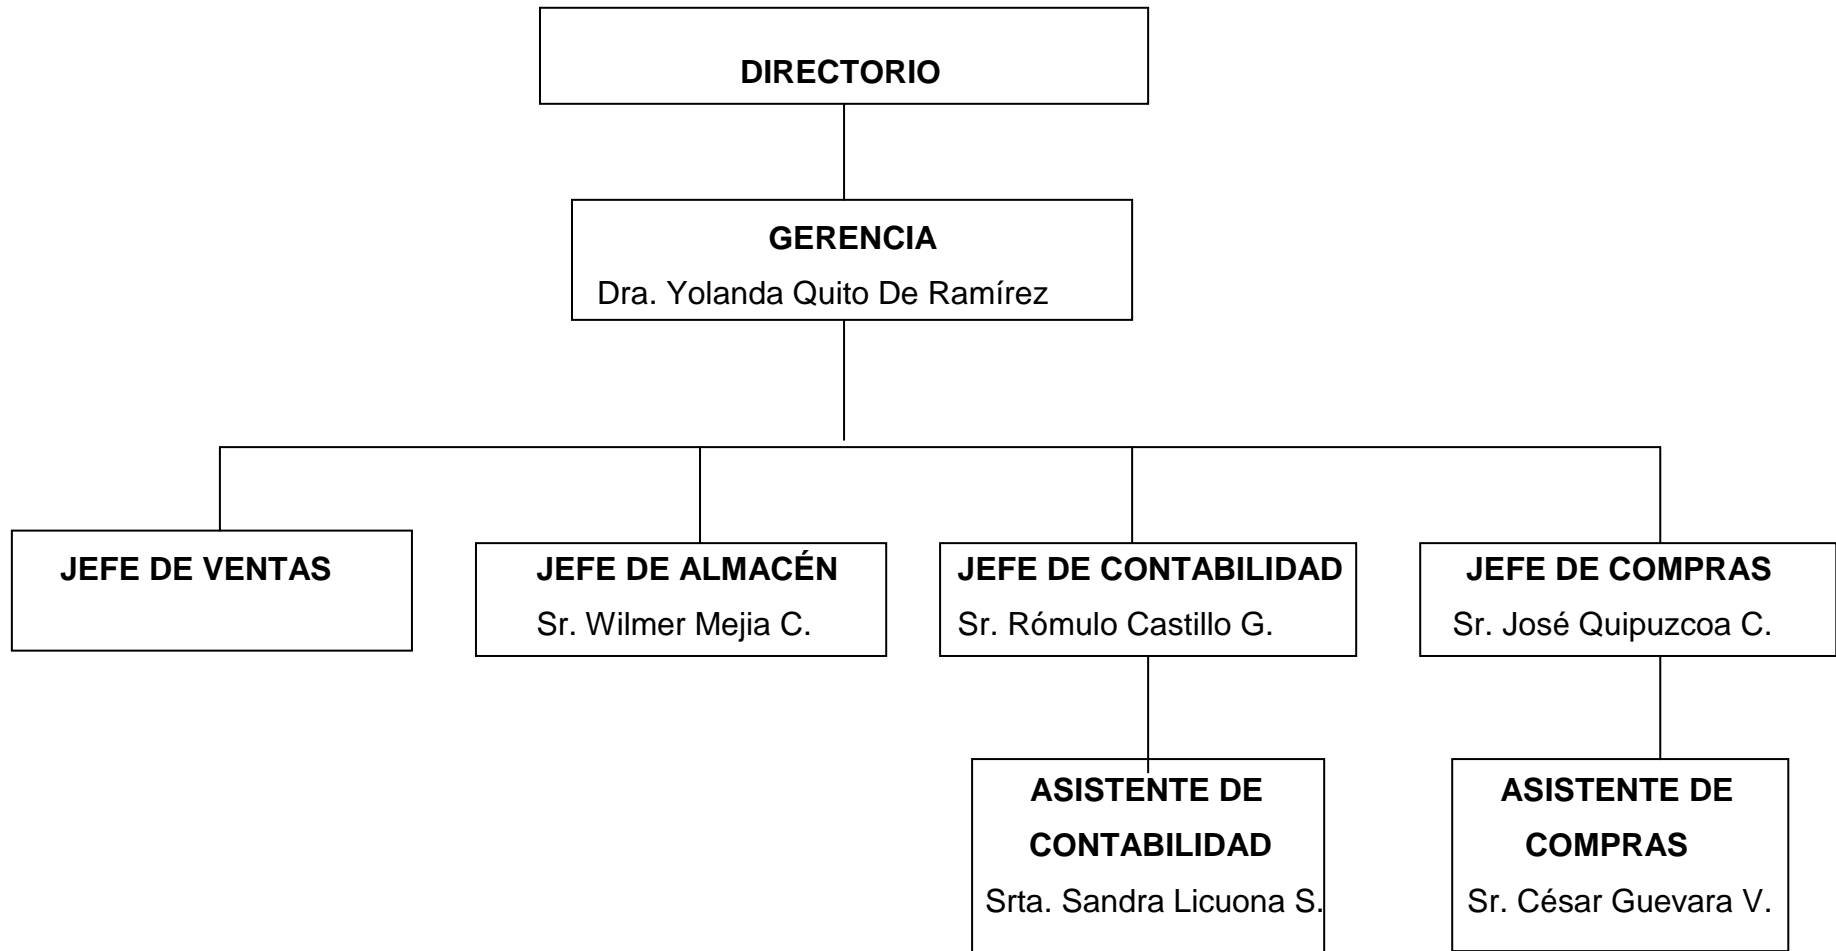 DIRECTORIO
GERENCIA
Dra. Yolanda Quito De Ramírez
JEFE DE VENTAS
JEFE DE ALMACÉN
Sr. Wilmer Mejia C.
JEFE DE CONTABILIDAD
Sr. Rómulo Castillo G.
JEFE DE COMPRAS
Sr. José Quipuzcoa C.
ASISTENTE DE
CONTABILIDAD
Srta. Sandra Licuona S.
ASISTENTE DE
COMPRAS
Sr. César Guevara V.